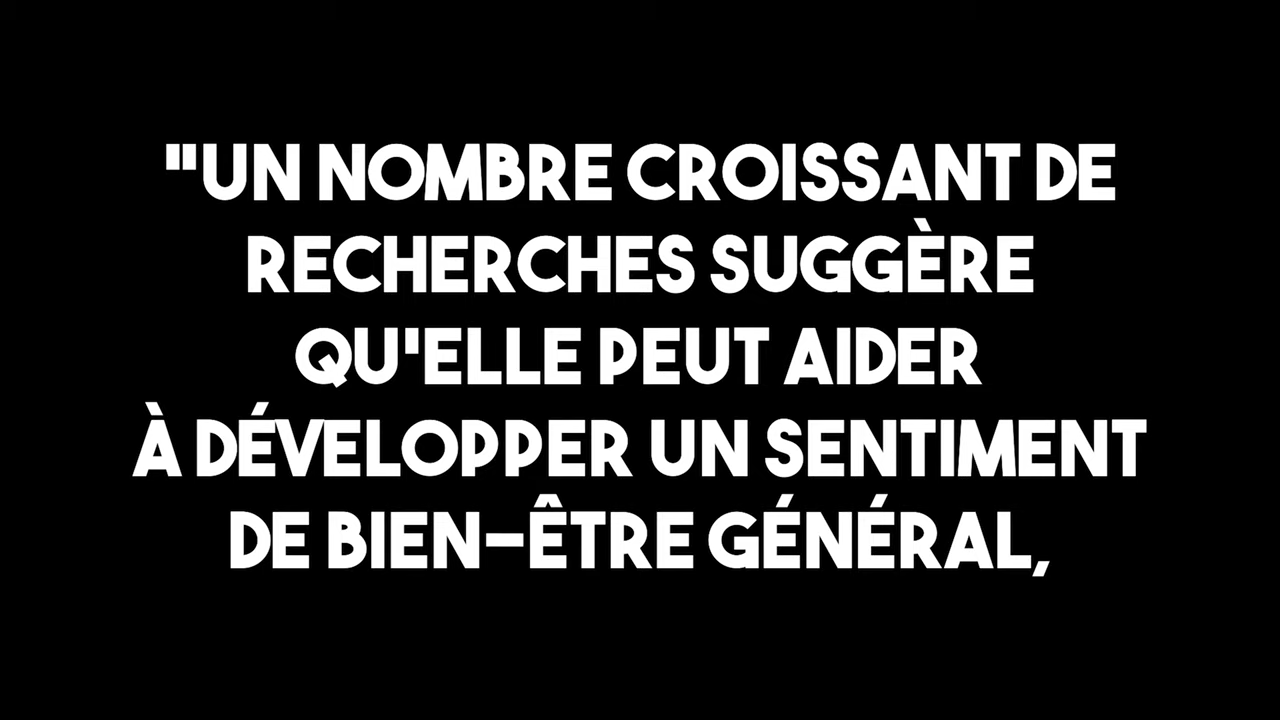 "UN NOMBRE CROISSANT DE
RECHERCHES SUGGÈRE
QU'ELLE PEUT AIDER
À DÉVELOPPER UN SENTIMENT
DE BIEN-ÊTRE GÉNÉRAL,